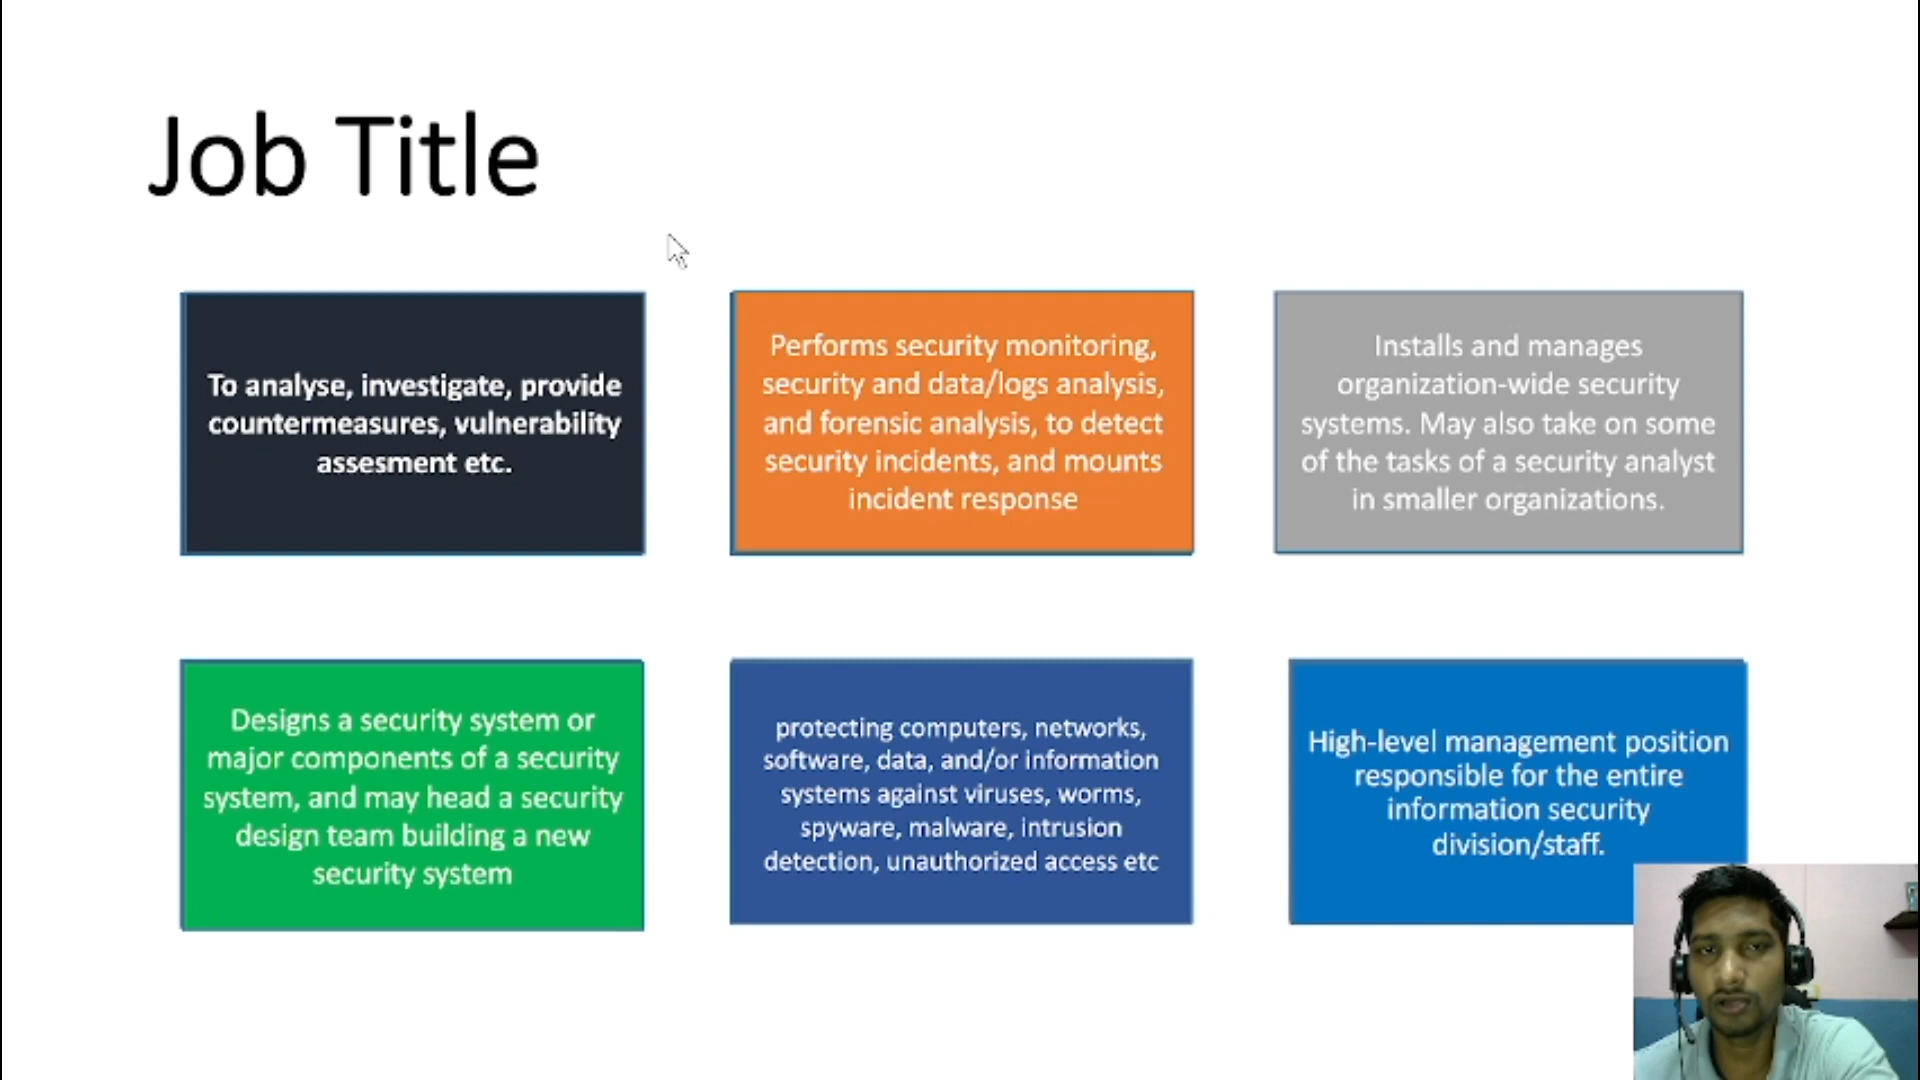 Job Title
To analyse, investigate, provide
countermeasures, vulnerability
assesment etc.
Performs security monitoring,
security and data/logs analysis,
and forensic analysis, to detect
security incidents, and mounts
incident response
Installs and manages
organization-wide security
systems. May also take on some
of the tasks of a security analyst
in smaller organizations.
Designs a security system or
major components of a security
system, and may head a security
design team building a new
security system
protecting computers, networks,
software, data, and/or information
systems against viruses, worms,
spyware, malware, intrusion
detection, unauthorized access etc
High-level management position
responsible for the entire
information security
division/staff.